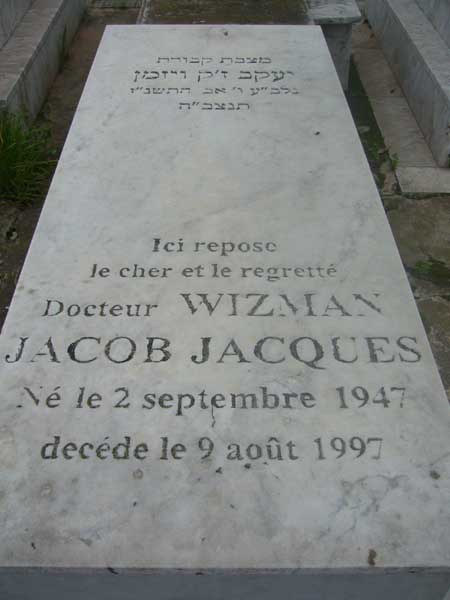 מצבת קבורת
יעקב ז'ק ויזמן
נלב"ע ו' אב התשנ"ז
תנצב"ה
Ici repose
le cher et le regretté
Docteur WIZMAN
JACOB JACQUES
Né le 2 septembre 1947
decéde le 9 août 1997